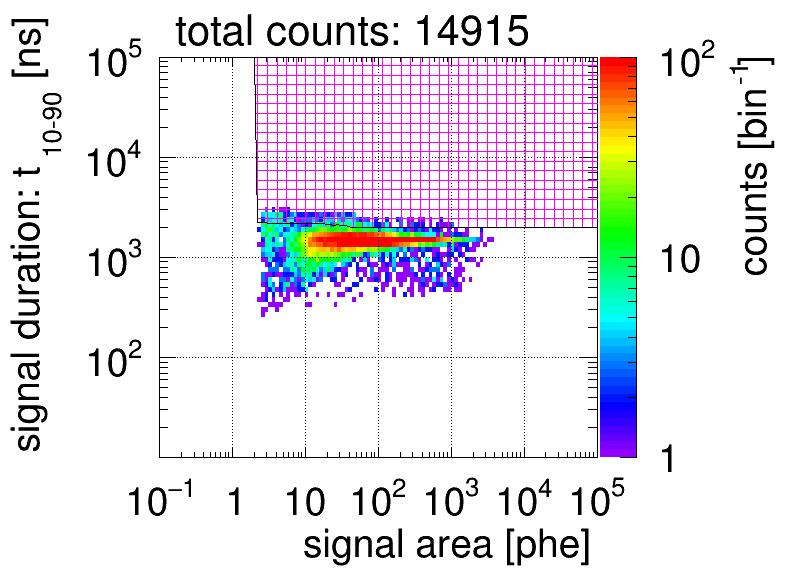 total counts: 14915
signal duration: t 10-90 [ns]
10^5
10^4
10^3
10^2
10^−1 1 10 10^2 10^3 10^4 10^5
signal area [phe]
10^2
10
1
counts [bin^-1]